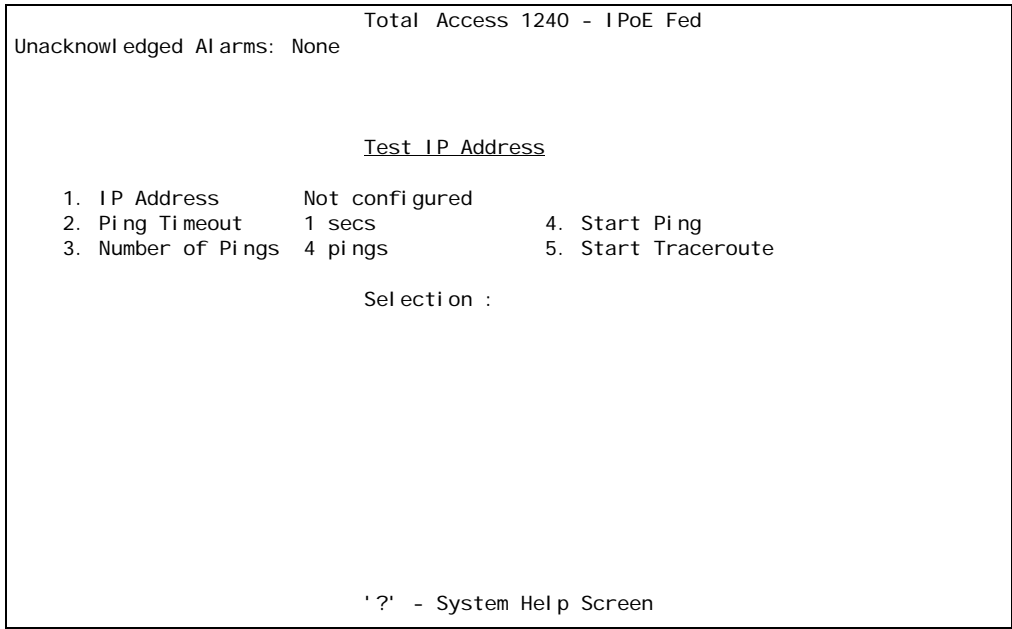 Total Access 1240 - IPoE Fed
Unacknowledged Alarms: None
Test IP Address
1. IP Address Not configured
2. Ping Timeout 1 secs 4. Start Ping
3. Number of Pings 4 pings 5. Start Traceroute
Selection :
'?' - System Help Screen